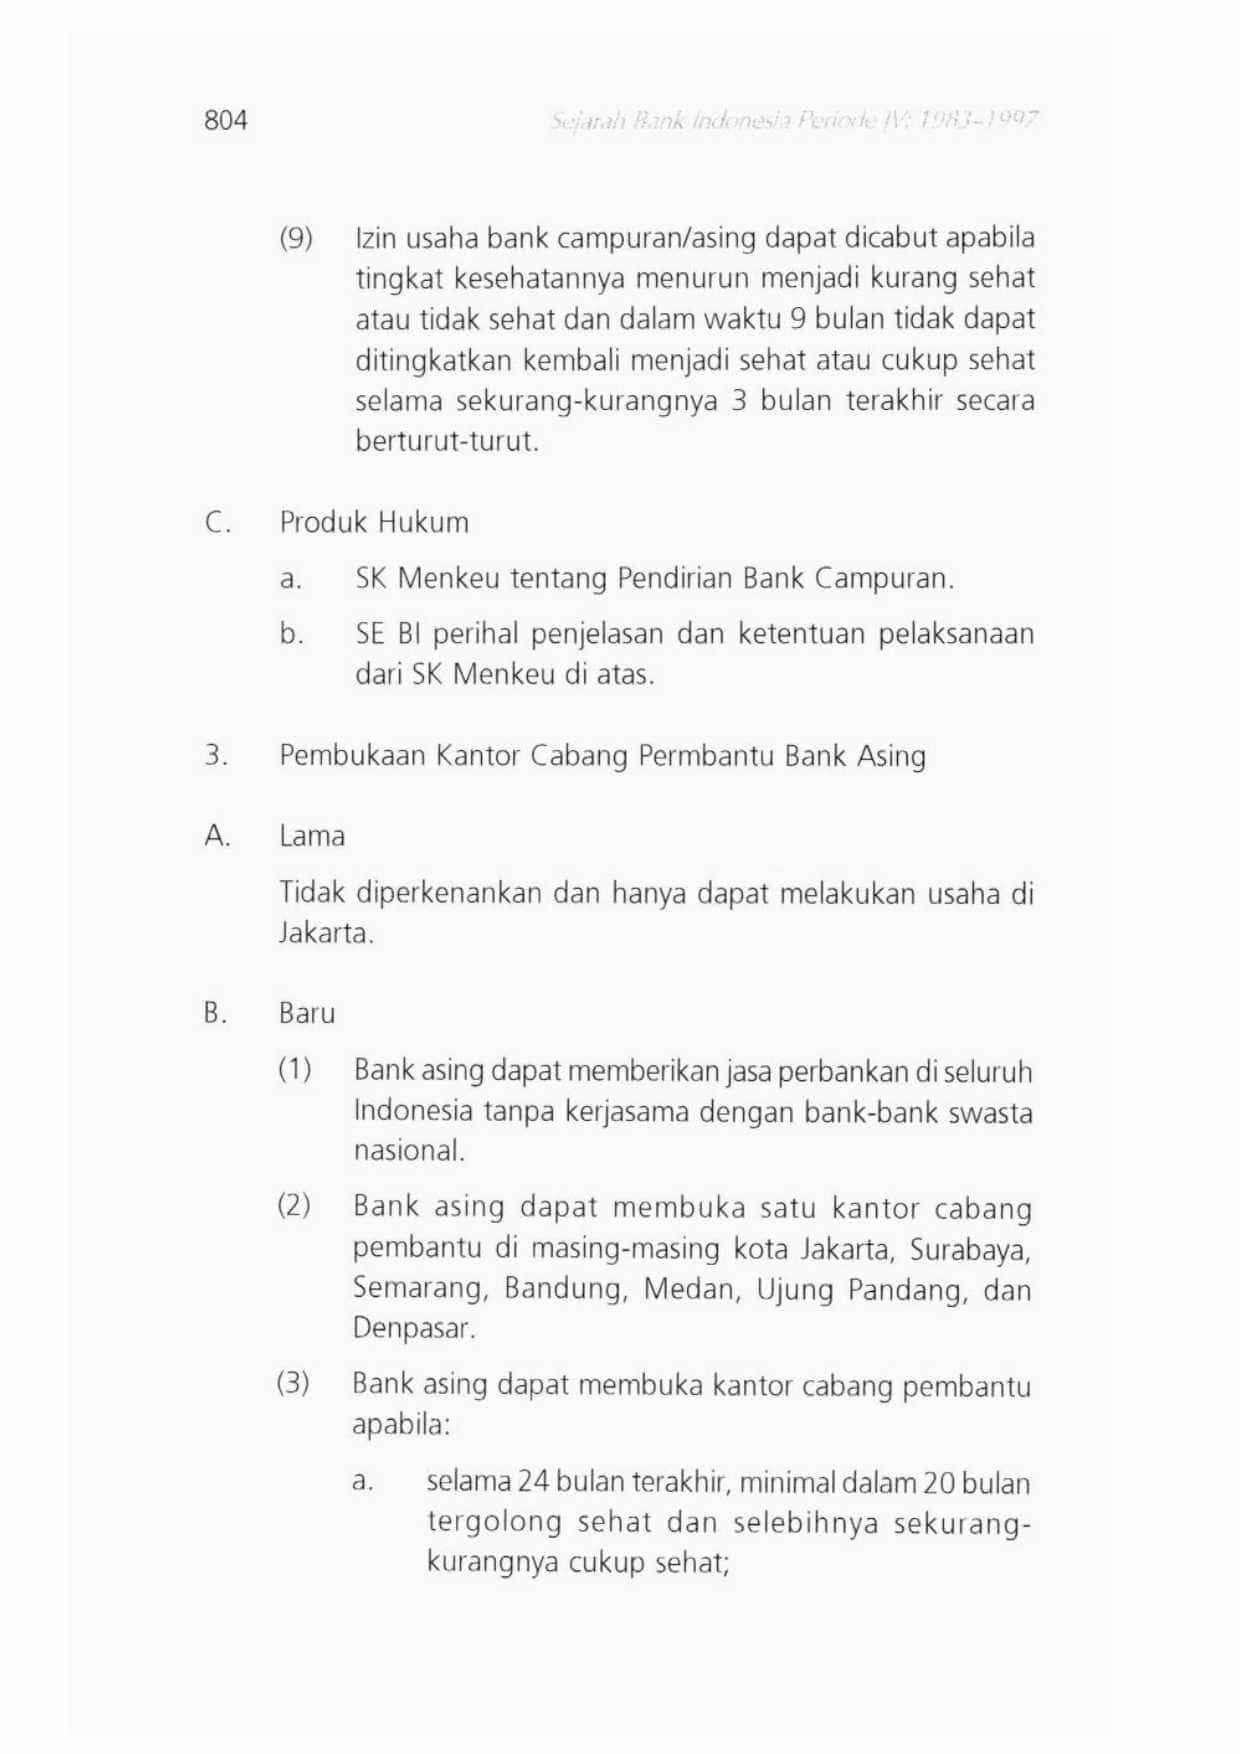 804
Sejarah Bank Indonesia Periode IV: 1983–1997
(9) Izin usaha bank campuran/asing dapat dicabut apabila
tingkat kesehatannya menurun menjadi kurang sehat
atau tidak sehat dan dalam waktu 9 bulan tidak dapat
ditingkatkan kembali menjadi sehat atau cukup sehat
selama sekurang-kurangnya 3 bulan terakhir secara
berturut-turut.
C. Produk Hukum
a. SK Menkeu tentang Pendirian Bank Campuran.
b. SE BI perihal penjelasan dan ketentuan pelaksanaan
dari SK Menkeu di atas.
3. Pembukaan Kantor Cabang Permbantu Bank Asing
A. Lama
Tidak diperkenankan dan hanya dapat melakukan usaha di
Jakarta.
B. Baru
(1) Bank asing dapat memberikan jasa perbankan di seluruh
Indonesia tanpa kerjasama dengan bank-bank swasta
nasional.
(2) Bank asing dapat membuka satu kantor cabang
pembantu di masing-masing kota Jakarta, Surabaya,
Semarang, Bandung, Medan, Ujung Pandang, dan
Denpasar.
(3) Bank asing dapat membuka kantor cabang pembantu
apabila:
a. selama 24 bulan terakhir, minimal dalam 20 bulan
tergolong sehat dan selebihnya sekurang-
kurangnya cukup sehat;